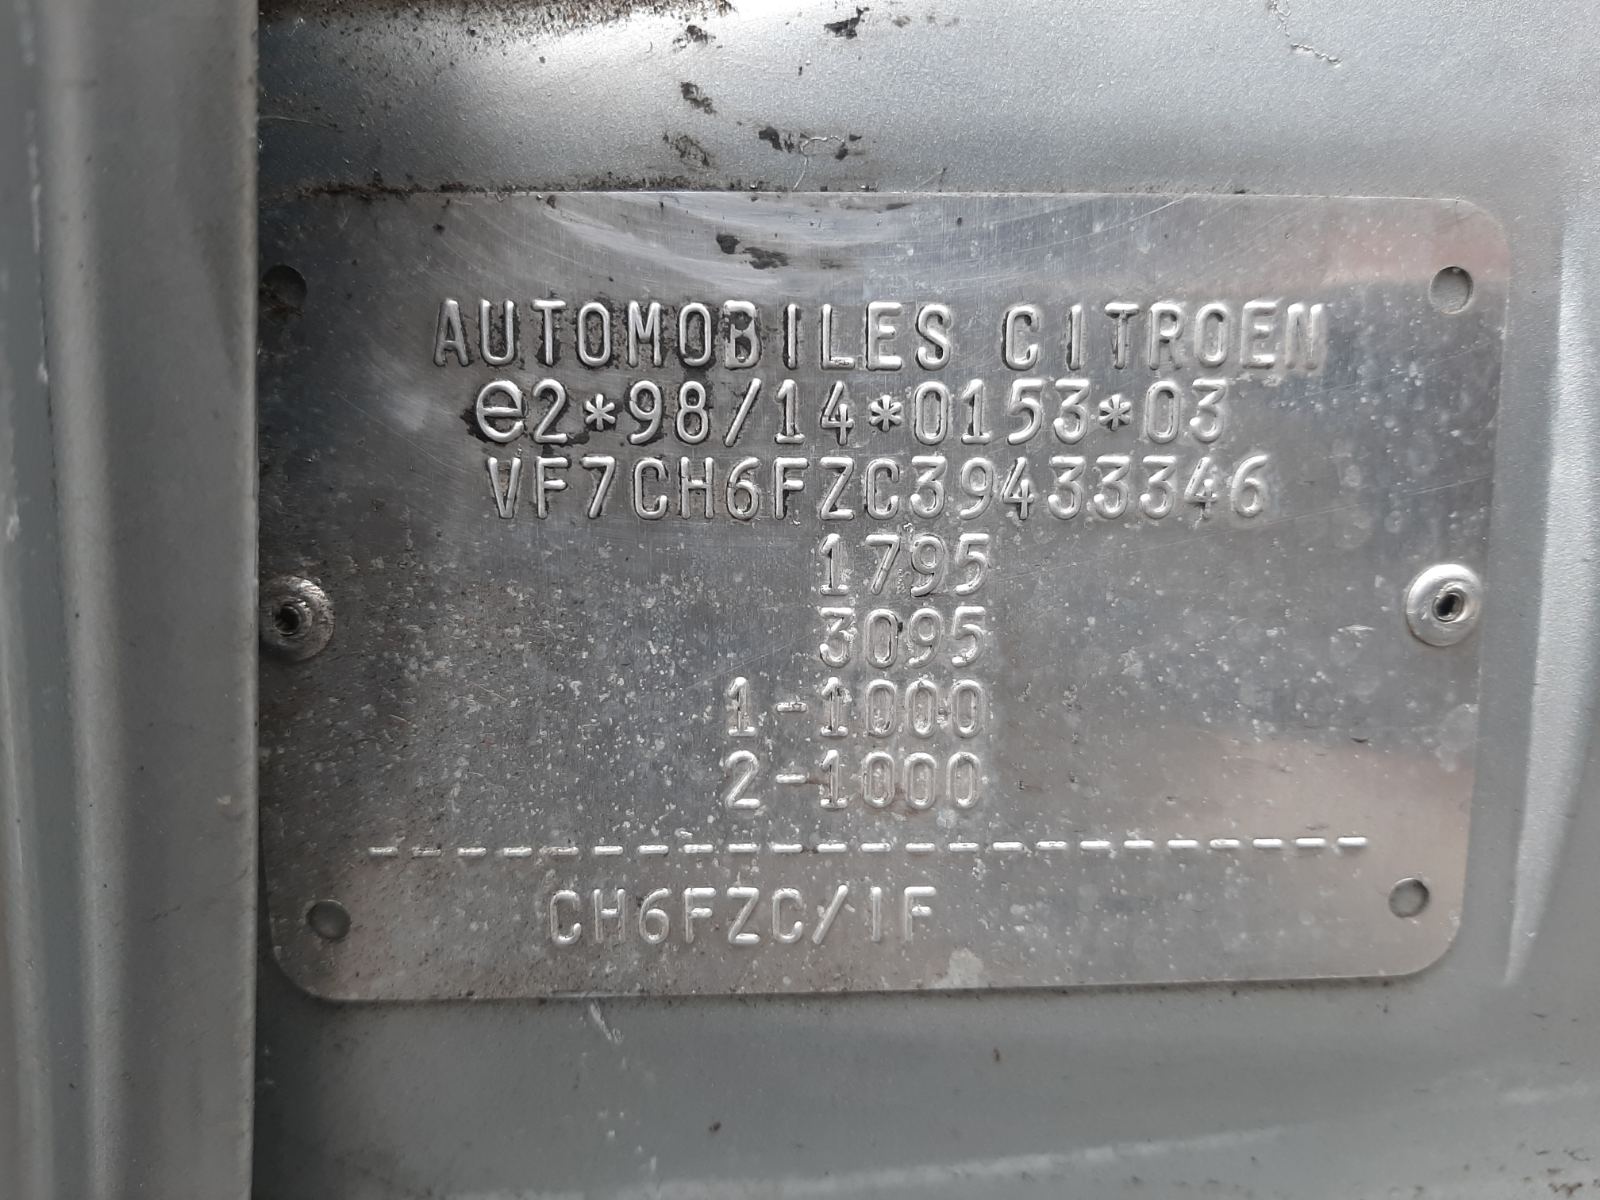 AUTOMOBILES CITROEN
e2*98/14*0153*03
VF7CH6FZC39433346
1795
3095
1-1000
2-1000
-----------------------
CH6FZC/IF